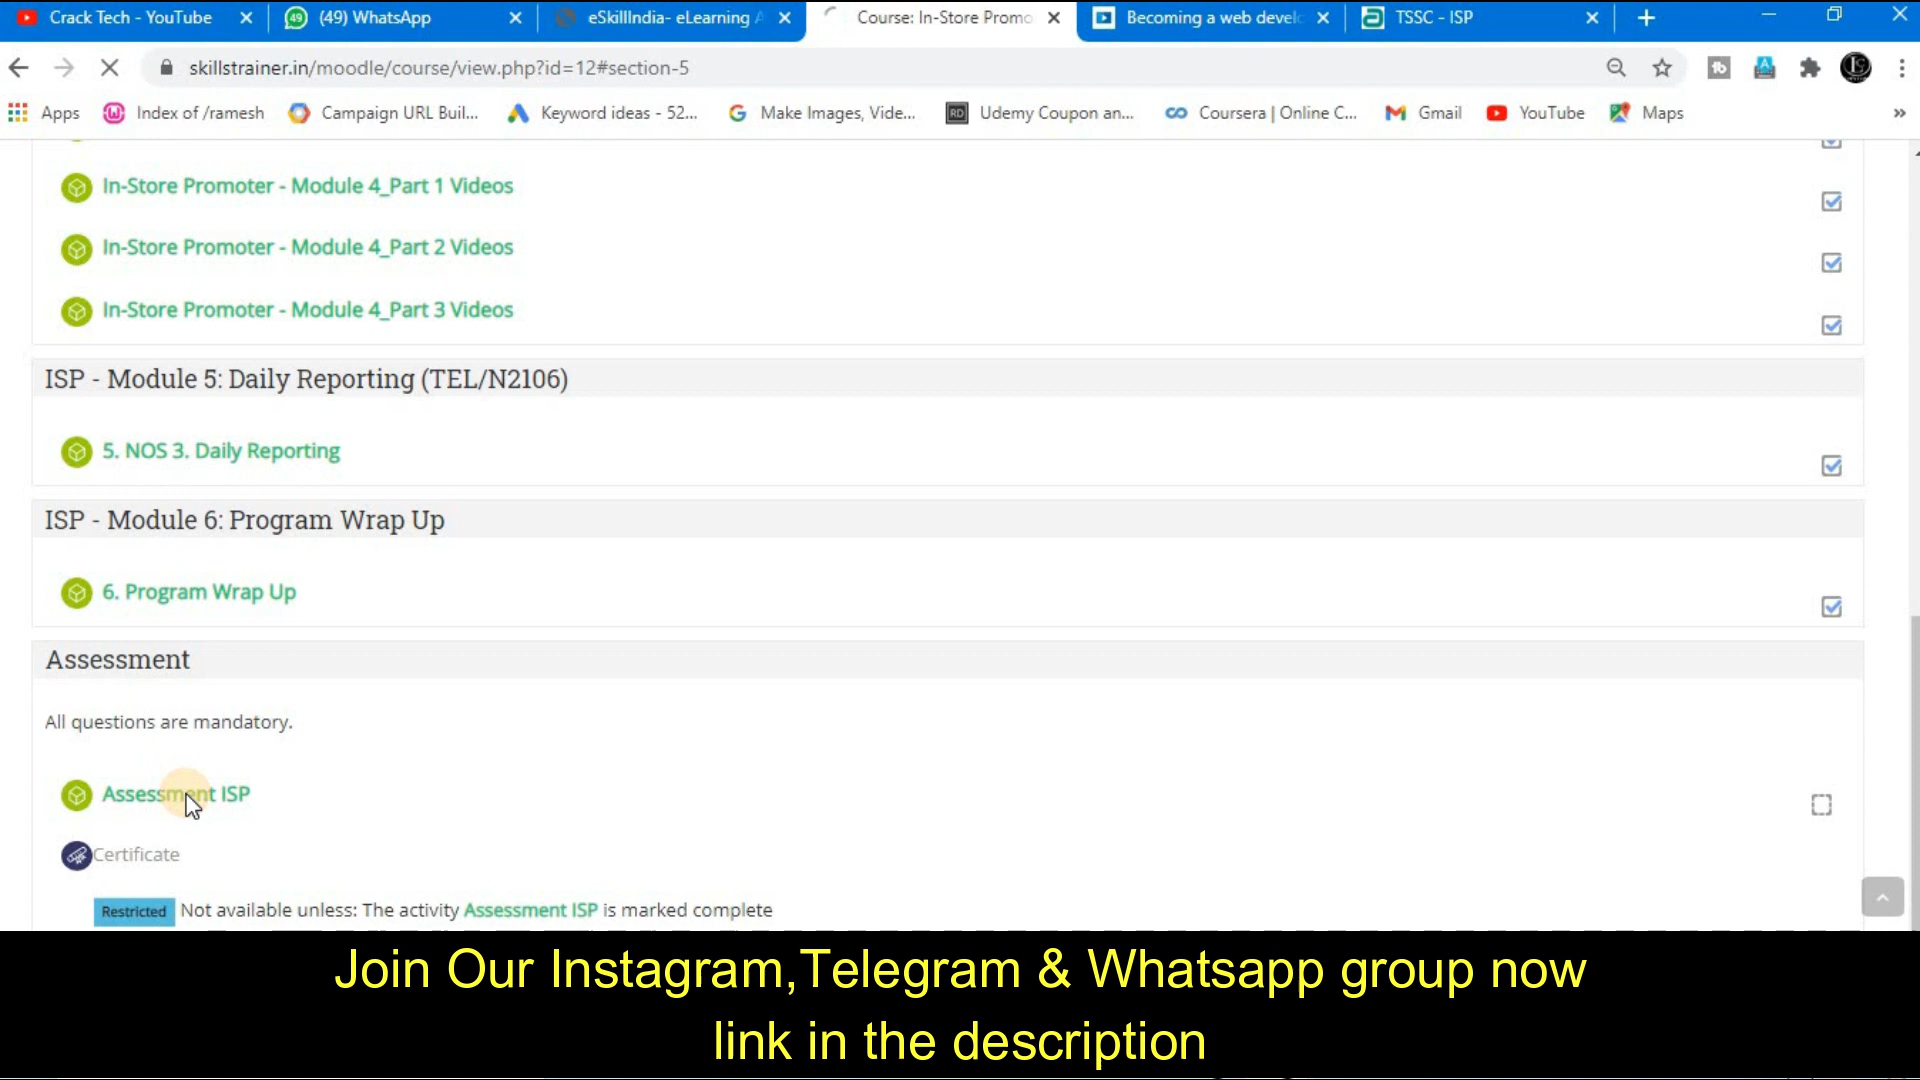 Crack Tech - YouTube
(49) WhatsApp
eSkillIndia- eLearning A
Course: In-Store Promo
Becoming a web develo
TSSC - ISP
skillstrainer.in/moodle/course/view.php?id=12#section-5
Apps
Index of /ramesh
Campaign URL Buil...
Keyword ideas - 52...
Make Images, Vide...
RD
Udemy Coupon an...
Coursera | Online C...
Gmail
YouTube
Maps
»
In-Store Promoter - Module 4_Part 1 Videos
In-Store Promoter - Module 4_Part 2 Videos
In-Store Promoter - Module 4_Part 3 Videos
ISP - Module 5: Daily Reporting (TEL/N2106)
5. NOS 3. Daily Reporting
ISP - Module 6: Program Wrap Up
6. Program Wrap Up
Assessment
All questions are mandatory.
Assessment ISP
Certificate
Restricted Not available unless: The activity Assessment ISP is marked complete
Join Our Instagram,Telegram & Whatsapp group now
link in the description